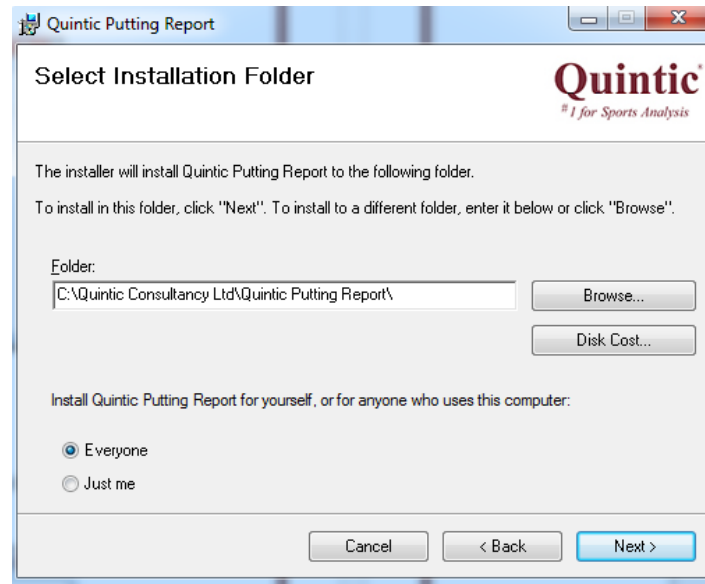 Quintic Putting Report
Select Installation Folder
Quintic
#1 for Sports Analysis
The installer will install Quintic Putting Report to the following folder.
To install in this folder, click "Next". To install to a different folder, enter it below or click "Browse".
Folder:
C:\Quintic Consultancy Ltd\Quintic Putting Report\
Browse...
Disk Cost...
Install Quintic Putting Report for yourself, or for anyone who uses this computer:
Everyone
Just me
Cancel
< Back
Next >